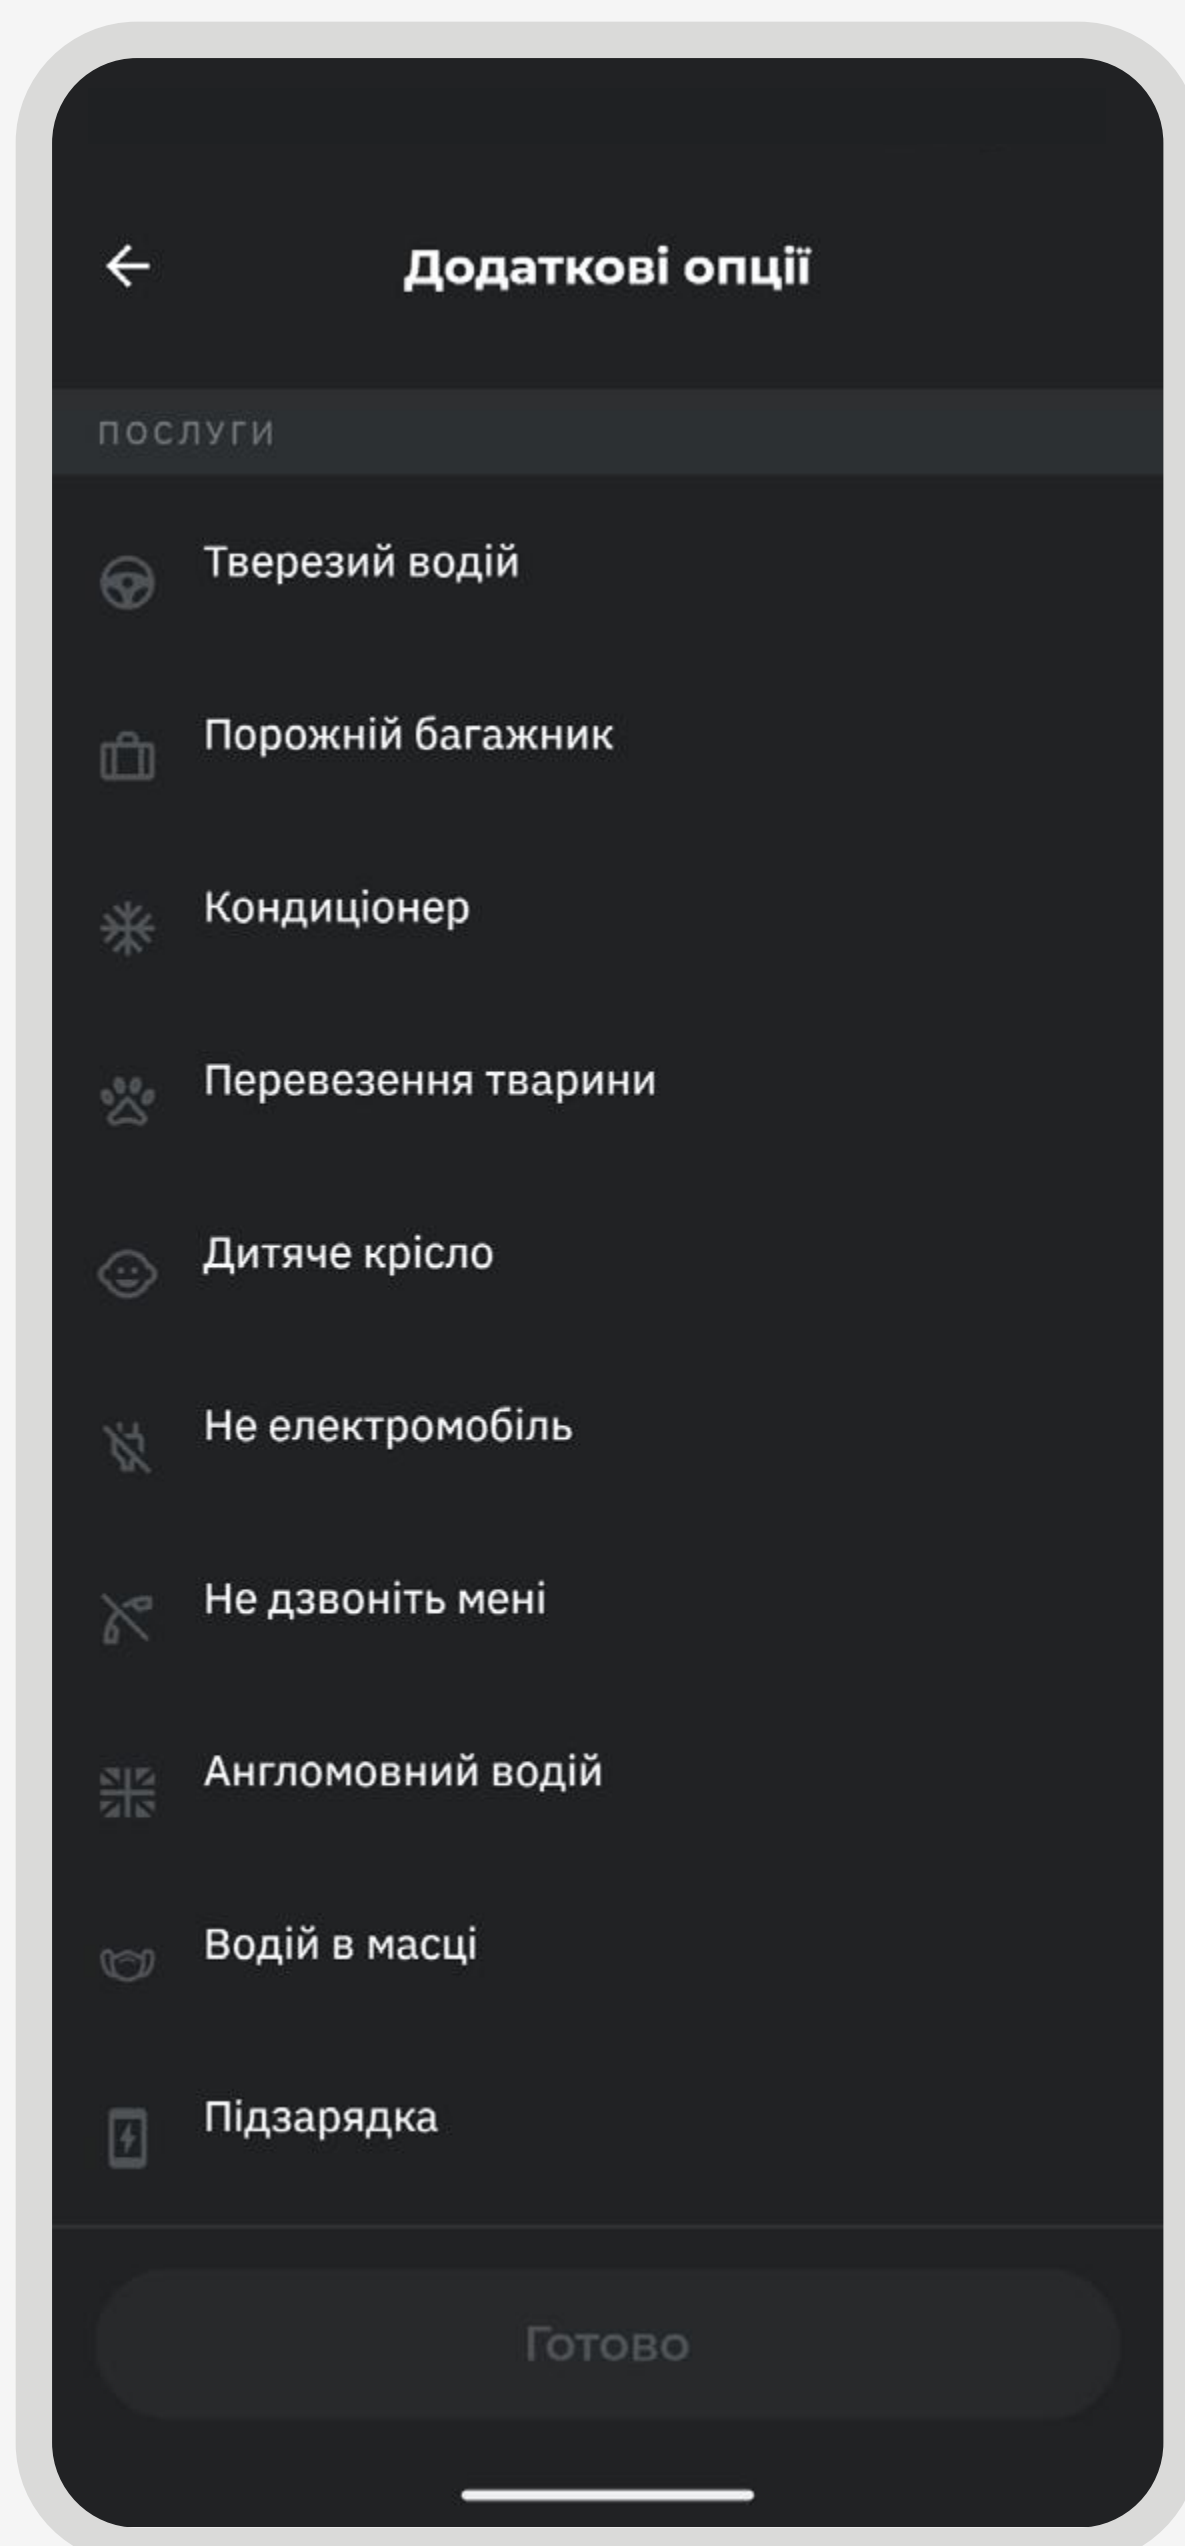 Додаткові опції
ПОСЛУГИ
Тверезий водій
Порожній багажник
Кондиціонер
Перевезення тварини
Дитяче крісло
Не електромобіль
Не дзвоніть мені
Англомовний водій
Водій в масці
Підзарядка
Готово